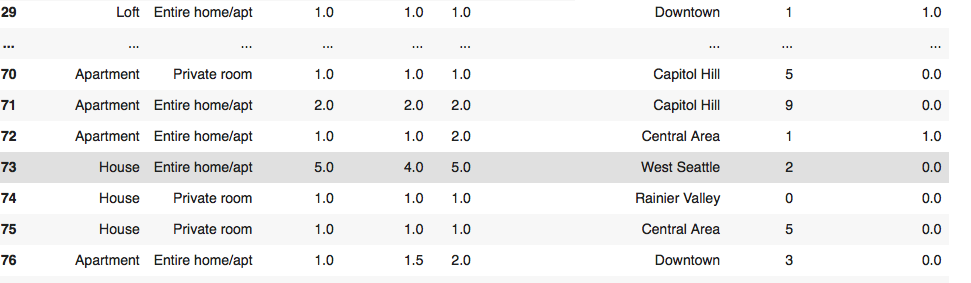 29 Loft Entire home/apt 1.0 1.0 1.0 Downtown 1 1.0
... ... ... ... ... ... ... ... ...
70 Apartment Private room 1.0 1.0 1.0 Capitol Hill 5 0.0
71 Apartment Entire home/apt 2.0 2.0 2.0 Capitol Hill 9 0.0
72 Apartment Entire home/apt 1.0 1.0 2.0 Central Area 1 1.0
73 House Entire home/apt 5.0 4.0 5.0 West Seattle 2 0.0
74 House Private room 1.0 1.0 1.0 Rainier Valley 0 0.0
75 House Private room 1.0 1.0 1.0 Central Area 5 0.0
76 Apartment Entire home/apt 1.0 1.5 2.0 Downtown 3 0.0